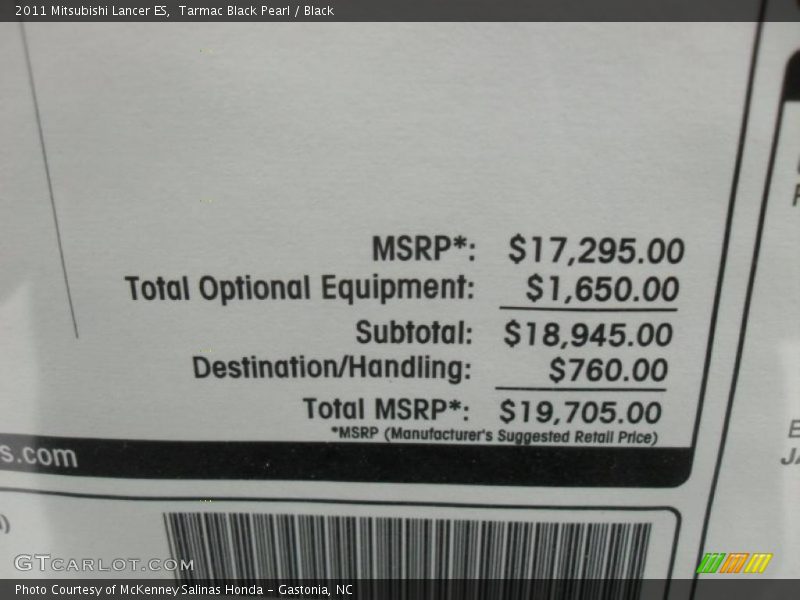 2011 Mitsubishi Lancer ES, Tarmac Black Pearl / Black
MSRP*: $17,295.00
Total Optional Equipment: $1,650.00
Subtotal: $18,945.00
Destination/Handling: $760.00
Total MSRP*: $19,705.00
*MSRP (Manufacturer's Suggested Retail Price)
s.com
GTCARLOT.COM
Photo Courtesy of McKenney Salinas Honda - Gastonia, NC